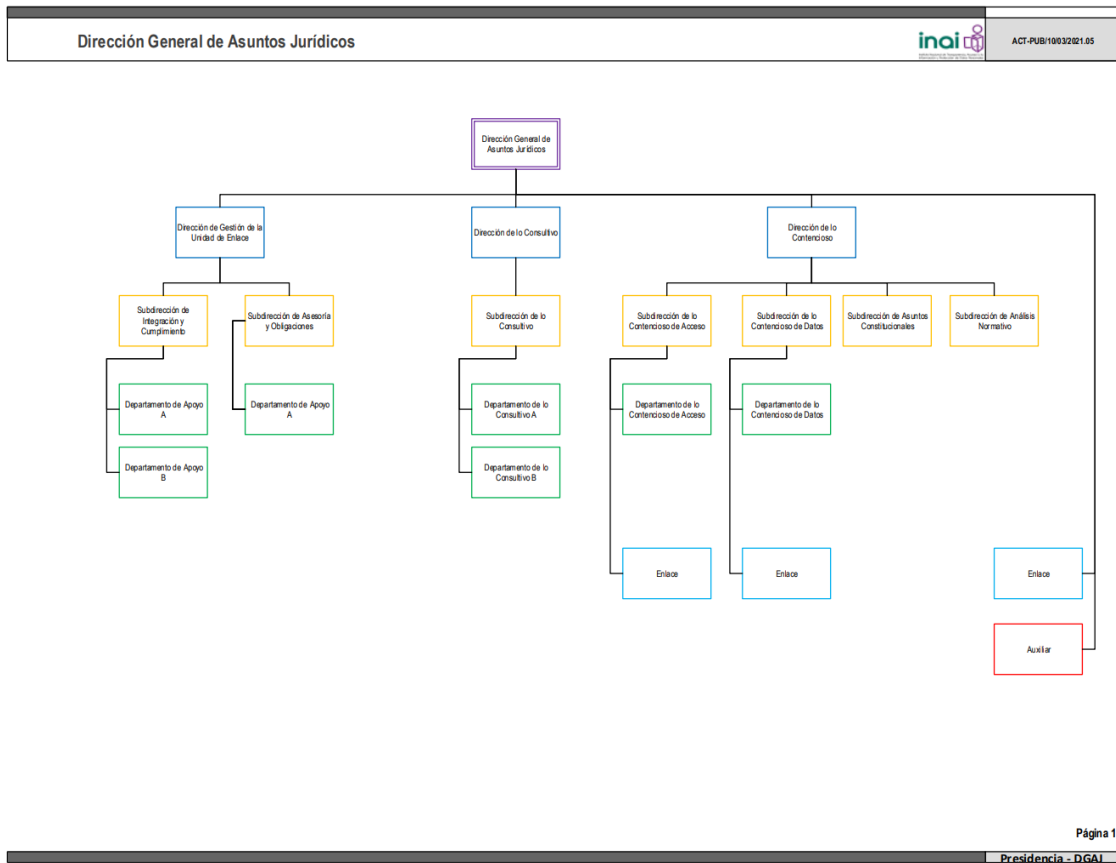 Dirección General de Asuntos Jurídicos
inai
ACT-PUB/10/03/2021.05
Dirección General de
Asuntos Jurídicos
Dirección de Gestión de la
Unidad de Enlace
Dirección de lo Consultivo
Dirección de lo
Contencioso
Subdirección de
Integración y
Cumplimiento
Subdirección de Asesoría
y Obligaciones
Subdirección de lo
Consultivo
Subdirección de lo
Contencioso de Acceso
Subdirección de lo
Contencioso de Datos
Subdirección de Asuntos
Constitucionales
Subdirección de Análisis
Normativo
Departamento de Apoyo
A
Departamento de Apoyo
A
Departamento de lo
Consultivo A
Departamento de lo
Contencioso de Acceso
Departamento de lo
Contencioso de Datos
Departamento de Apoyo
B
Departamento de lo
Consultivo B
Enlace
Enlace
Enlace
Auxiliar
Página 1
Presidencia - DGAJ